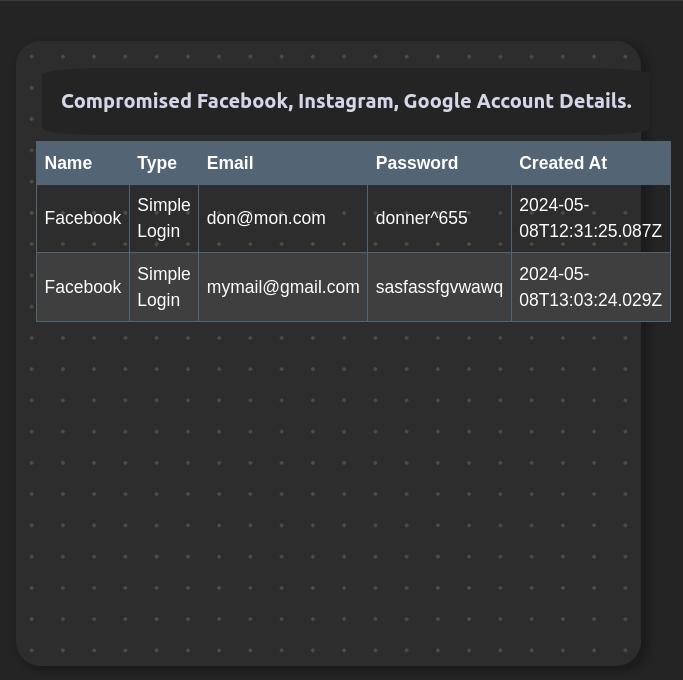 Compromised Facebook, Instagram, Google Account Details.
Name Type Email Password Created At
Facebook Simple Login don@mon.com donner^655 2024-05-08T12:31:25.087Z
Facebook Simple Login mymail@gmail.com sasfassfgvwawq 2024-05-08T13:03:24.029Z